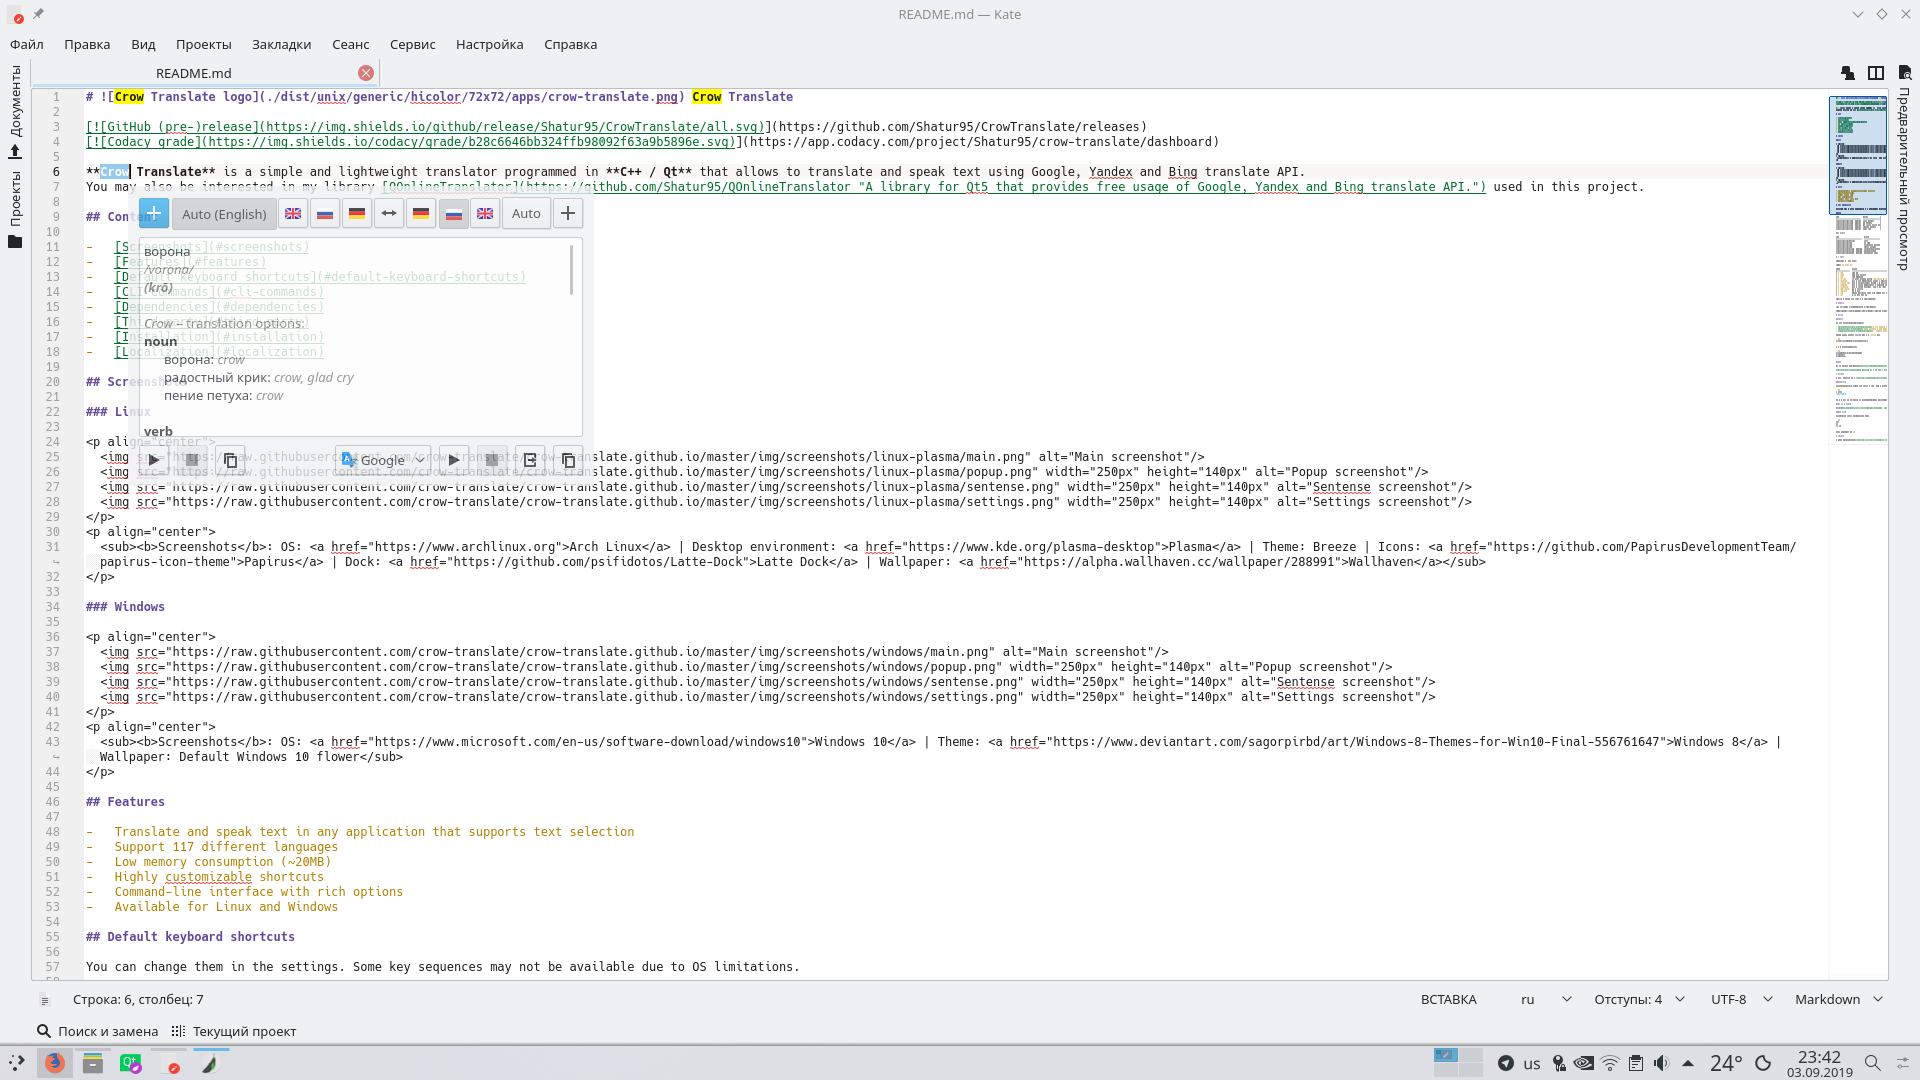 README.md — Kate
Файл Правка Вид Проекты Закладки Сеанс Сервис Настройка Справка
README.md
Документы
Проекты
Предварительный просмотр
1 # ![Crow Translate logo](./dist/unix/generic/hicolor/72x72/apps/crow-translate.png) Crow Translate
2
3 [![GitHub (pre-)release](https://img.shields.io/github/release/Shatur95/CrowTranslate/all.svg)](https://github.com/Shatur95/CrowTranslate/releases)
4 [![Codacy grade](https://img.shields.io/codacy/grade/b28c6646bb324ffb98092f63a9b5896e.svg)](https://app.codacy.com/project/Shatur95/crow-translate/dashboard)
5
6 **Crow Translate** is a simple and lightweight translator programmed in **C++ / Qt** that allows to translate and speak text using Google, Yandex and Bing translate API.
7 You may also be interested in my library [QOnlineTranslator](https://github.com/Shatur95/QOnlineTranslator "A library for Qt5 that provides free usage of Google, Yandex and Bing translate API.") used in this project.
8
9 ## Conten
10
11 - [Screenshots](#screenshots)
12 - [Features](#features)
13 - [Default keyboard shortcuts](#default-keyboard-shortcuts)
14 - [CLI commands](#cli-commands)
15 - [Dependencies](#dependencies)
16
17 - [Installation](#installation)
18 - [Localization](#localization)
19
20 ## Screenshots
21
22 ### Linux
23
24 <p align="center">
Auto (English) Auto
ворона
/vorona/
(krō)
Crow – translation options:
noun
ворона: crow
радостный крик: crow, glad cry
пение петуха: crow
verb
Google
25 <img src="https://raw.githubusercontent.com/crow-translate/crow-translate.github.io/master/img/screenshots/linux-plasma/main.png" alt="Main screenshot"/>
26 <img src="https://raw.githubusercontent.com/crow-translate/crow-translate.github.io/master/img/screenshots/linux-plasma/popup.png" width="250px" height="140px" alt="Popup screenshot"/>
27 <img src="https://raw.githubusercontent.com/crow-translate/crow-translate.github.io/master/img/screenshots/linux-plasma/sentense.png" width="250px" height="140px" alt="Sentense screenshot"/>
28 <img src="https://raw.githubusercontent.com/crow-translate/crow-translate.github.io/master/img/screenshots/linux-plasma/settings.png" width="250px" height="140px" alt="Settings screenshot"/>
29 </p>
30 <p align="center">
31 <sub><b>Screenshots</b>: OS: <a href="https://www.archlinux.org">Arch Linux</a> | Desktop environment: <a href="https://www.kde.org/plasma-desktop">Plasma</a> | Theme: Breeze | Icons: <a href="https://github.com/PapirusDevelopmentTeam/
papirus-icon-theme">Papirus</a> | Dock: <a href="https://github.com/psifidotos/Latte-Dock">Latte Dock</a> | Wallpaper: <a href="https://alpha.wallhaven.cc/wallpaper/288991">Wallhaven</a></sub>
32 </p>
33
34 ### Windows
35
36 <p align="center">
37 <img src="https://raw.githubusercontent.com/crow-translate/crow-translate.github.io/master/img/screenshots/windows/main.png" alt="Main screenshot"/>
38 <img src="https://raw.githubusercontent.com/crow-translate/crow-translate.github.io/master/img/screenshots/windows/popup.png" width="250px" height="140px" alt="Popup screenshot"/>
39 <img src="https://raw.githubusercontent.com/crow-translate/crow-translate.github.io/master/img/screenshots/windows/sentense.png" width="250px" height="140px" alt="Sentense screenshot"/>
40 <img src="https://raw.githubusercontent.com/crow-translate/crow-translate.github.io/master/img/screenshots/windows/settings.png" width="250px" height="140px" alt="Settings screenshot"/>
41 </p>
42 <p align="center">
43 <sub><b>Screenshots</b>: OS: <a href="https://www.microsoft.com/en-us/software-download/windows10">Windows 10</a> | Theme: <a href="https://www.deviantart.com/sagorpirbd/art/Windows-8-Themes-for-Win10-Final-556761647">Windows 8</a> |
Wallpaper: Default Windows 10 flower</sub>
44 </p>
45
46 ## Features
47
48 - Translate and speak text in any application that supports text selection
49 - Support 117 different languages
50 - Low memory consumption (~20MB)
51 - Highly customizable shortcuts
52 - Command-line interface with rich options
53 - Available for Linux and Windows
54
55 ## Default keyboard shortcuts
56
57 You can change them in the settings. Some key sequences may not be available due to OS limitations.
Строка: 6, столбец: 7 ВСТАВКА ru Отступы: 4 UTF-8 Markdown
Поиск и замена Текущий проект
us 24° 23:42
03.09.2019